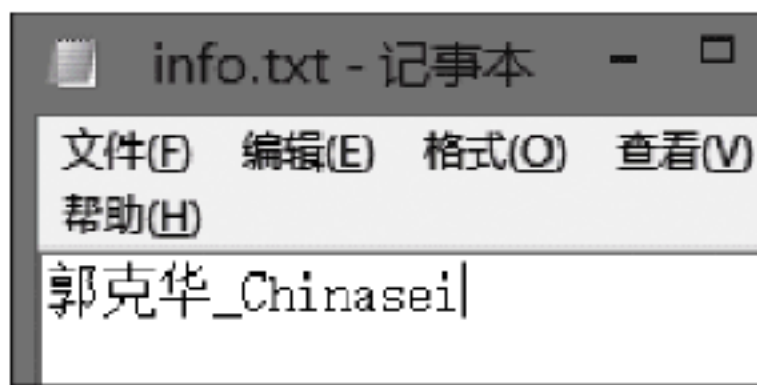 info.txt - 记事本
文件(F) 编辑(E) 格式(O) 查看(V)
帮助(H)
郭克华_Chinasei